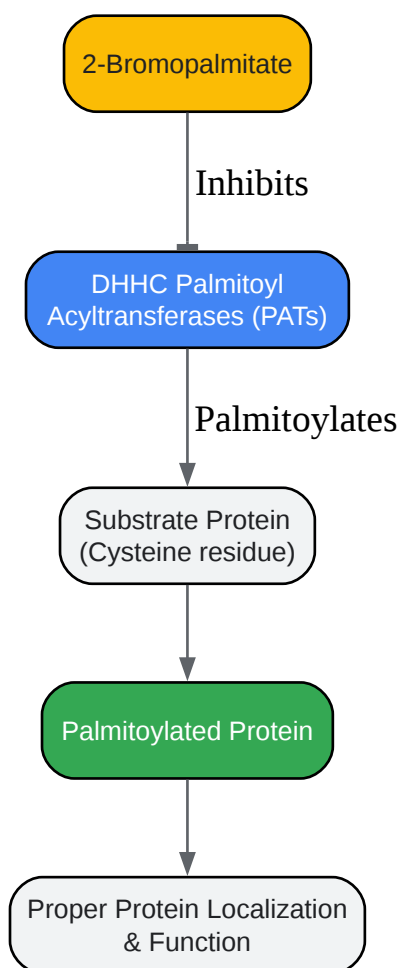 2-Bromopalmitate
Inhibits
DHHC Palmitoyl
Acyltransferases (PATs)
Palmitoylates
Substrate Protein
(Cysteine residue)
Palmitoylated Protein
Proper Protein Localization
& Function